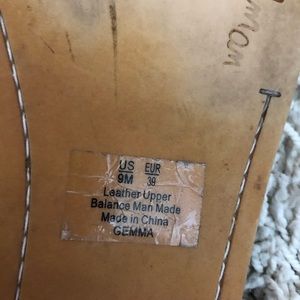 US EUR
9M 39
Leather Upper
Balance Man Made
Made in China
GEMMA